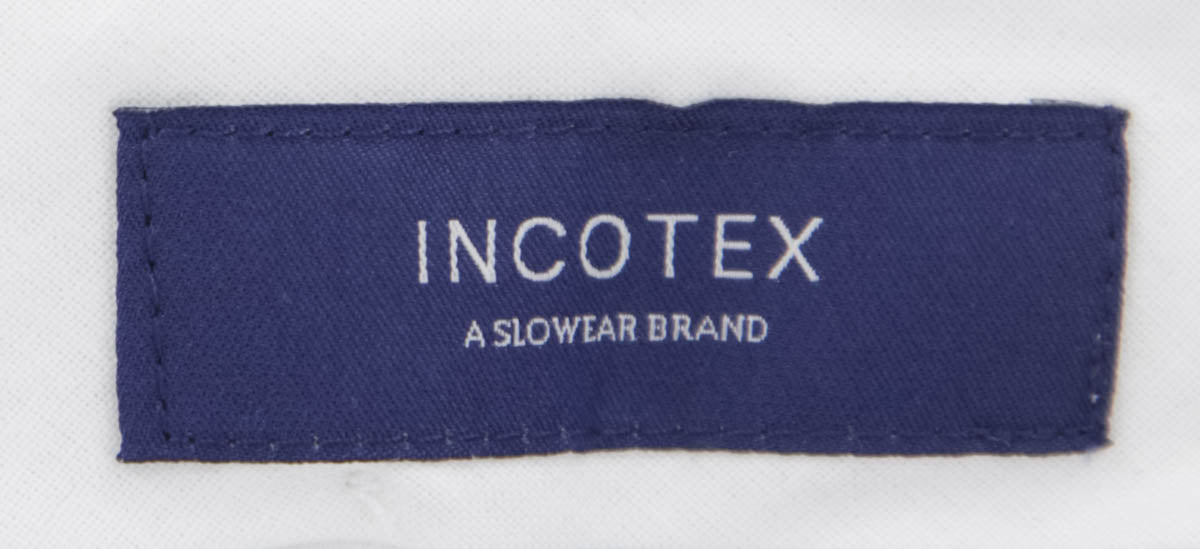 INCOTEX
A SLOWEAR BRAND